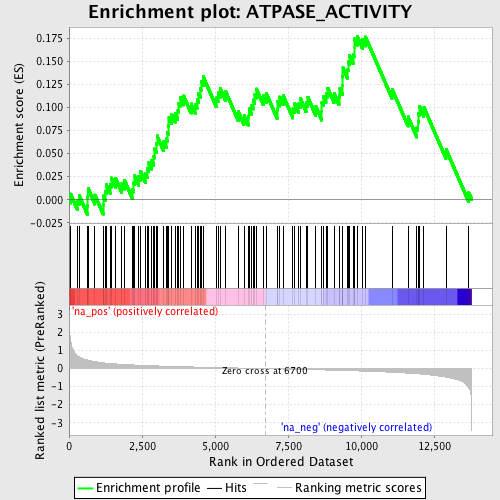 Enrichment plot: ATPASE_ACTIVITY
Enrichment score (ES)
0.175
0.150
0.125
0.100
0.075
0.050
0.025
0.000
-0.025
'na_pos' (positively correlated)
Ranked list metric (PreRanked)
3
2
1
0
-1
-2
-3
Zero cross at 6700
'na_neg' (negatively correlated)
0
2,500
5,000
7,500
10,000
12,500
Rank in Ordered Dataset
Enrichment profile
Hits
Ranking metric scores